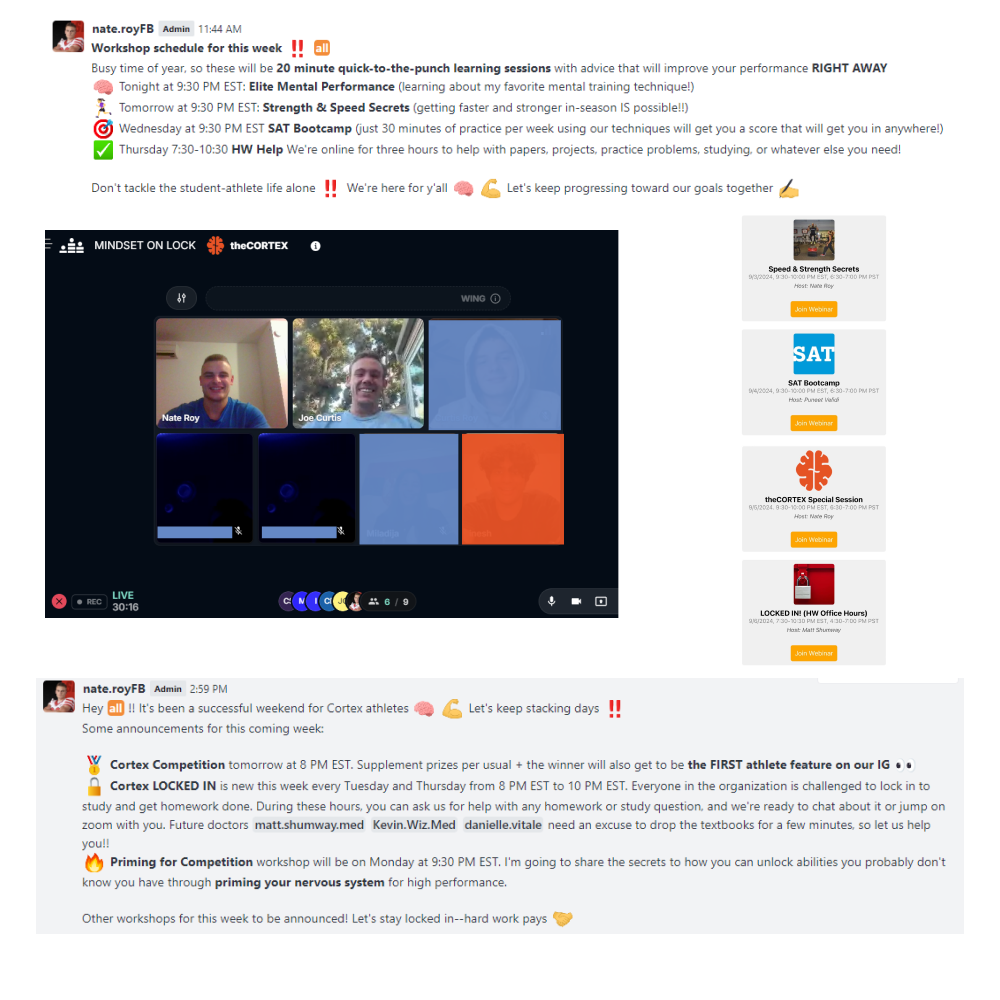 nate.royFB Admin 11:44 AM
Workshop schedule for this week ‼️ all
Busy time of year, so these will be 20 minute quick-to-the-punch learning sessions with advice that will improve your performance RIGHT AWAY
🧠 Tonight at 9:30 PM EST: Elite Mental Performance (learning about my favorite mental training technique!)
🏃‍♀️ Tomorrow at 9:30 PM EST: Strength & Speed Secrets (getting faster and stronger in-season IS possible!!)
🎯 Wednesday at 9:30 PM EST SAT Bootcamp (just 30 minutes of practice per week using our techniques will get you a score that will get you in anywhere!)
✅ Thursday 7:30-10:30 HW Help We're online for three hours to help with papers, projects, practice problems, studying, or whatever else you need!
Don't tackle the student-athlete life alone ‼️ We're here for y'all 🧠 💪 Let's keep progressing toward our goals together ✍️
MINDSET ON LOCK theCORTEX
WING
Nate Roy
Joe Curtis
REC
LIVE
30:16
6 / 9
Speed & Strength Secrets
9/3/2024, 9:30-10:00 PM EST, 6:30-7:00 PM PST
Host: Nate Roy
Join Webinar
SAT
SAT Bootcamp
9/4/2024, 9:30-10:00 PM EST, 6:30-7:00 PM PST
Host: Puneet Velidi
Join Webinar
theCORTEX Special Session
9/5/2024, 9:30-10:00 PM EST, 6:30-7:00 PM PST
Host: Nate Roy
Join Webinar
LOCKED IN! (HW Office Hours)
9/6/2024, 7:30-10:30 PM EST, 4:30-7:00 PM PST
Host: Matt Shumway
Join Webinar
nate.royFB Admin 2:59 PM
Hey all !! It's been a successful weekend for Cortex athletes 🧠 💪 Let's keep stacking days ‼️
Some announcements for this coming week:
🏅 Cortex Competition tomorrow at 8 PM EST. Supplement prizes per usual + the winner will also get to be the FIRST athlete feature on our IG 👀
🔒 Cortex LOCKED IN is new this week every Tuesday and Thursday from 8 PM EST to 10 PM EST. Everyone in the organization is challenged to lock in to
study and get homework done. During these hours, you can ask us for help with any homework or study question, and we're ready to chat about it or jump on
zoom with you. Future doctors matt.shumway.med Kevin.Wiz.Med danielle.vitale need an excuse to drop the textbooks for a few minutes, so let us help
you!!
🔥 Priming for Competition workshop will be on Monday at 9:30 PM EST. I'm going to share the secrets to how you can unlock abilities you probably don't
know you have through priming your nervous system for high performance.
Other workshops for this week to be announced! Let's stay locked in--hard work pays 🤝